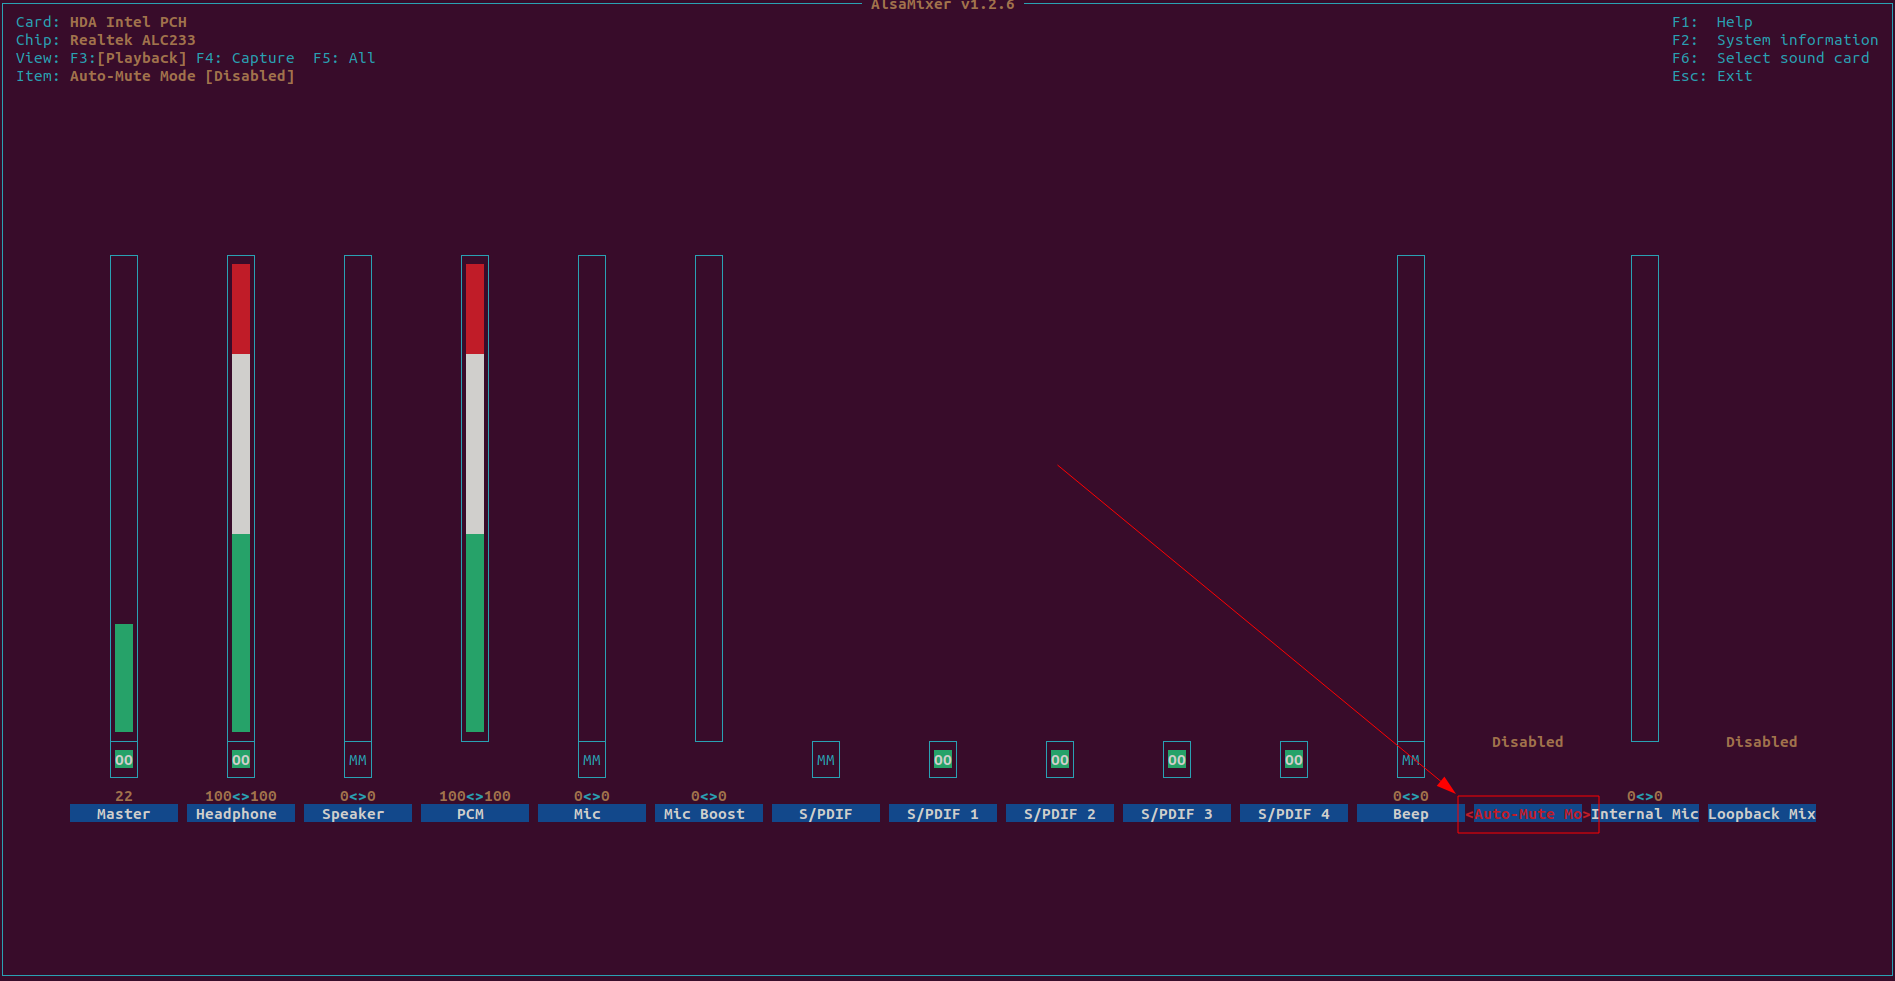 AlsaMixer v1.2.6
Card: HDA Intel PCH
Chip: Realtek ALC233
View: F3:[Playback] F4: Capture  F5: All
Item: Auto-Mute Mode [Disabled]
F1:  Help
F2:  System information
F6:  Select sound card
Esc: Exit
Disabled Disabled
OO OO MM MM MM OO OO OO OO MM
22 100<>100 0<>0 100<>100 0<>0 0<>0 0<>0 0<>0
Master Headphone Speaker PCM Mic Mic Boost S/PDIF S/PDIF 1 S/PDIF 2 S/PDIF 3 S/PDIF 4 Beep <Auto-Mute Mo>Internal Mic Loopback Mix